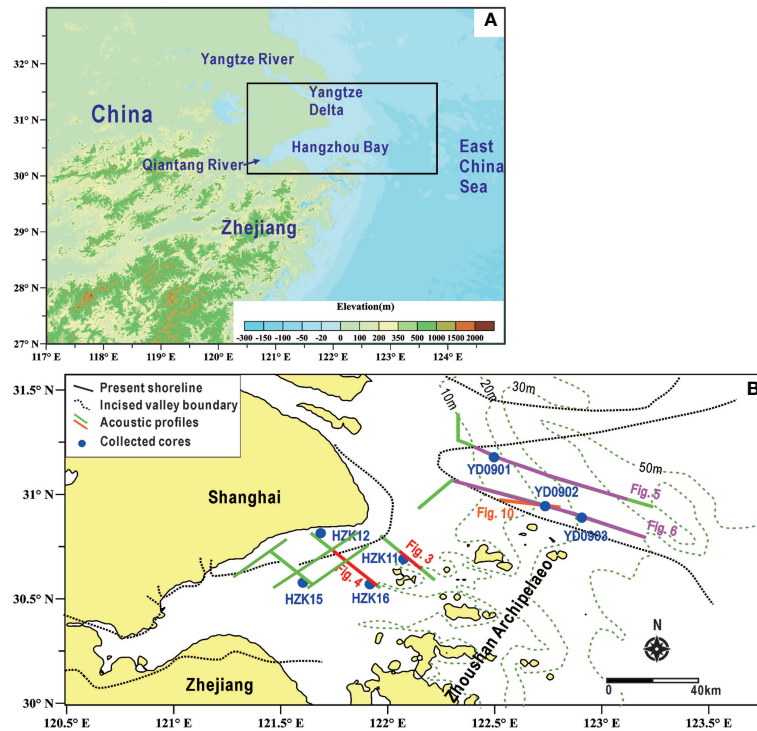 A
32° N
31° N
30° N
29° N
28° N
27° N
Yangtze River
China
Yangtze
Delta
Hangzhou Bay
Qiantang River
East
China
Sea
Zhejiang
Elevation(m)
-300 -150 -100 -50 -20 0 100 200 350 500 1000 1500 2000
117° E 118° E 119° E 120° E 121° E 122° E 123° E 124° E
B
31.5° N
31° N
30.5° N
30° N
Present shoreline
Incised valley boundary
Acoustic profiles
Collected cores
10m
20m
30m
50m
YD0901
Fig. 5
Shanghai
YD0902
Fig. 10
Fig. 6
YD0903
HZK12
HZK11
Fig. 3
Fig. 4
HZK15
HZK16
Zhoushan Archipelaeo
N
Zhejiang
0 40km
120.5° E 121° E 121.5° E 122° E 122.5° E 123° E 123.5° E